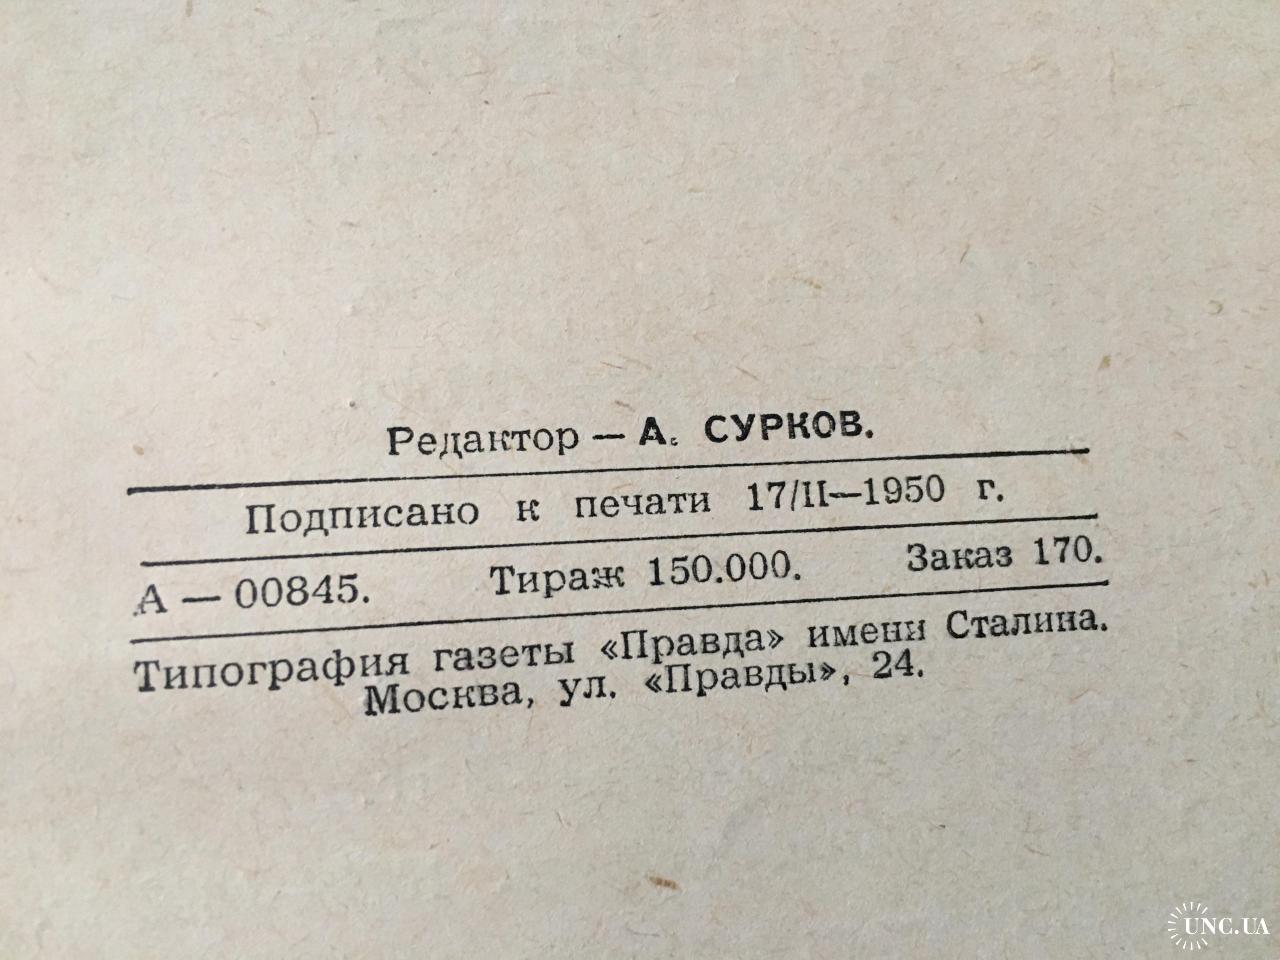 Редактор — А. СУРКОВ.
Подписано к печати 17/II—1950 г.
А — 00845. Тираж 150.000. Заказ 170.
Типография газеты «Правда» имени Сталина.
Москва, ул. «Правды», 24.
UNC.UA